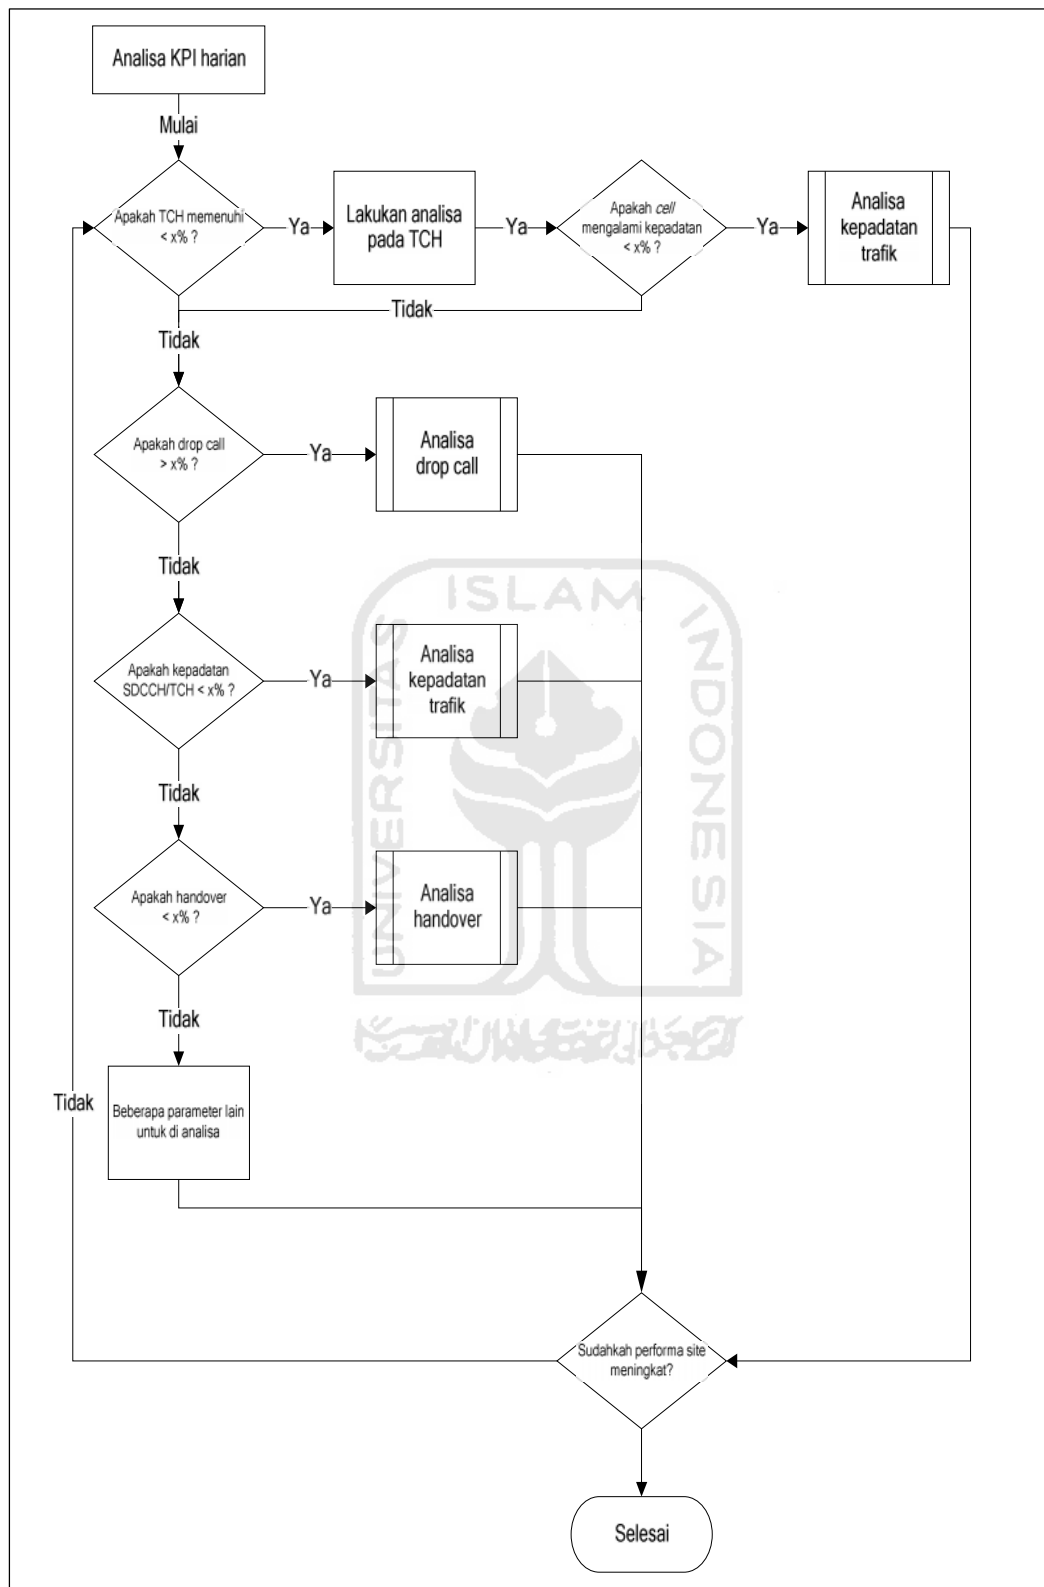 Analisa KPI harian
Mulai
Apakah TCH memenuhi
< x% ?
Ya
Lakukan analisa
pada TCH
Ya
Apakah cell
mengalami kepadatan
< x% ?
Ya
Analisa
kepadatan
trafik
Tidak
Tidak
Apakah drop call
> x% ?
Ya
Analisa
drop call
Tidak
Apakah kepadatan
SDCCH/TCH < x% ?
Ya
Analisa
kepadatan
trafik
Tidak
Apakah handover
< x% ?
Ya
Analisa
handover
Tidak
Beberapa parameter lain
untuk di analisa
Tidak
Sudahkah performa site
meningkat?
Selesai
UNIVERSITAS
ISLAM
INDONESIA